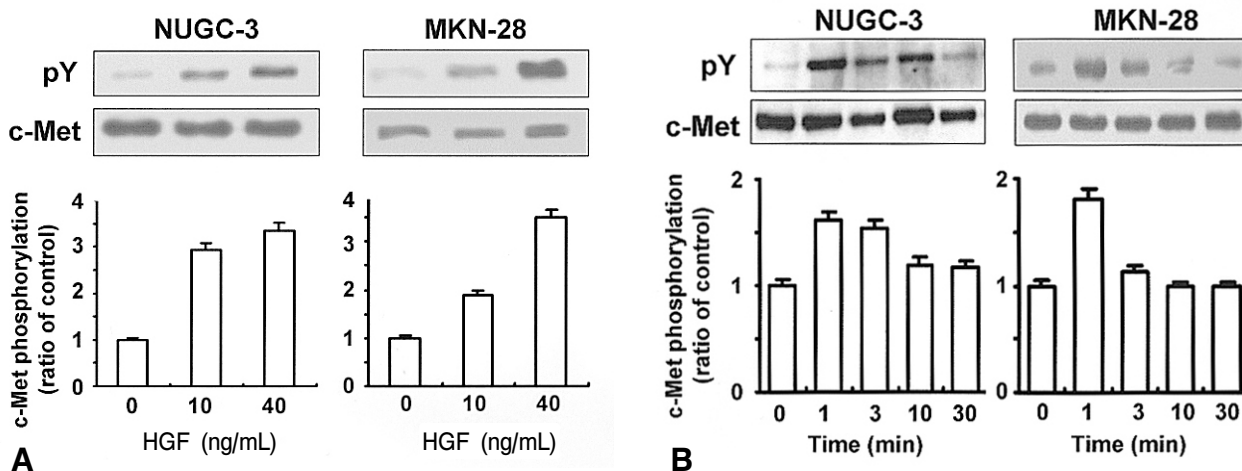 NUGC-3 MKN-28
pY
c-Met
c-Met phosphorylation
(ratio of control)
4
3
2
1
0
0 10 40
HGF (ng/mL)
4
3
2
1
0
0 10 40
HGF (ng/mL)
A
NUGC-3 MKN-28
pY
c-Met
c-Met phosphorylation
(ratio of control)
2
1
0
0 1 3 10 30
Time (min)
2
1
0
0 1 3 10 30
Time (min)
B